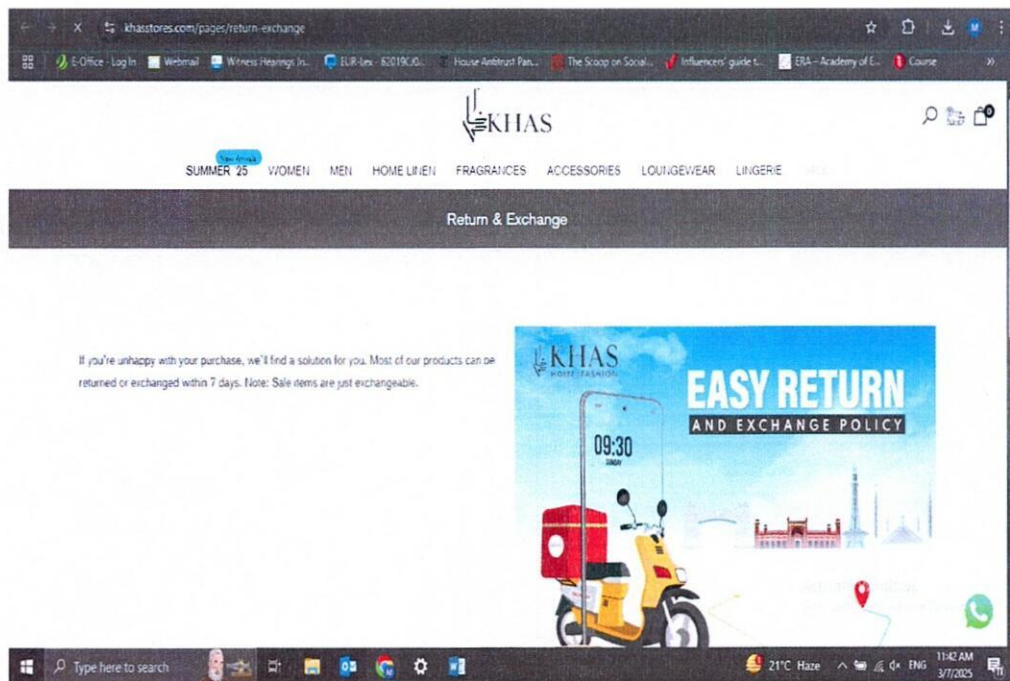 khasstores.com/pages/return-exchange
M
E-Office - Log In Webmail Witness Hearings In... EUR-Lex - 62019CJ0... House Antitrust Pan... The Scoop on Social... Influencers' guide t... ERA – Academy of E... Course »
KHAS
0
New Arrivals
SUMMER '25 WOMEN MEN HOME LINEN FRAGRANCES ACCESSORIES LOUNGEWEAR LINGERIE
Return & Exchange
If you're unhappy with your purchase, we'll find a solution for you. Most of our products can be
returned or exchanged within 7 days. Note: Sale items are just exchangeable.
KHAS
HOME FASHION
EASY RETURN
AND EXCHANGE POLICY
09:30
SUNDAY
Type here to search
21°C Haze
ENG
11:42 AM
3/7/2025